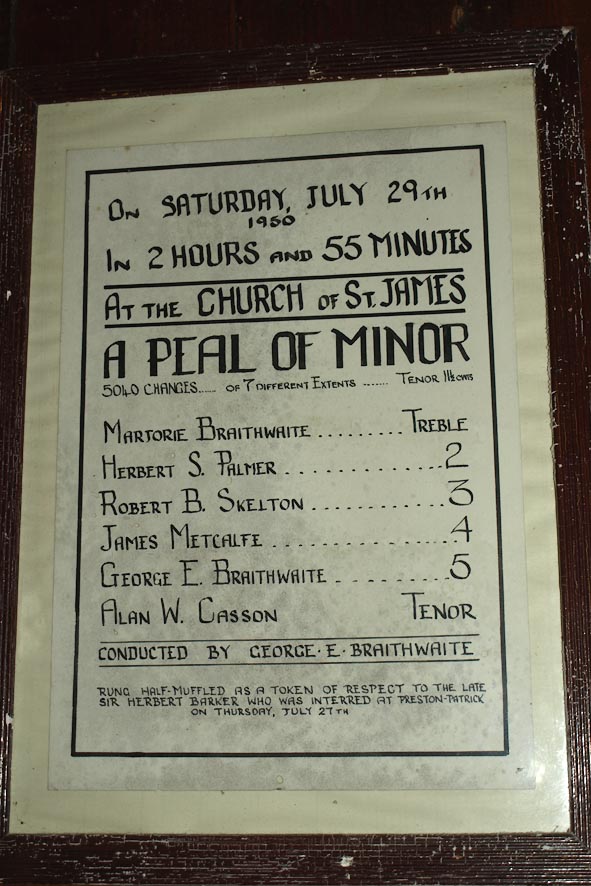 On SATURDAY, JULY 29TH
1950
In 2 HOURS AND 55 MINUTES
At the CHURCH of St. JAMES
A PEAL OF MINOR
5040 CHANGES...... OF 7 DIFFERENT EXTENTS ....... TENOR 11½ CWTS
MARJORIE BRAITHWAITE ......... TREBLE
HERBERT S. PALMER ............ 2
ROBERT B. SKELTON ............ 3
JAMES METCALFE ............... 4
GEORGE E. BRAITHWAITE ......... 5
ALAN W. CASSON TENOR
CONDUCTED BY GEORGE·E·BRAITHWAITE
RUNG HALF-MUFFLED AS A TOKEN OF RESPECT TO THE LATE
SIR HERBERT BARKER WHO WAS INTERRED AT PRESTON-PATRICK
ON THURSDAY, JULY 27TH